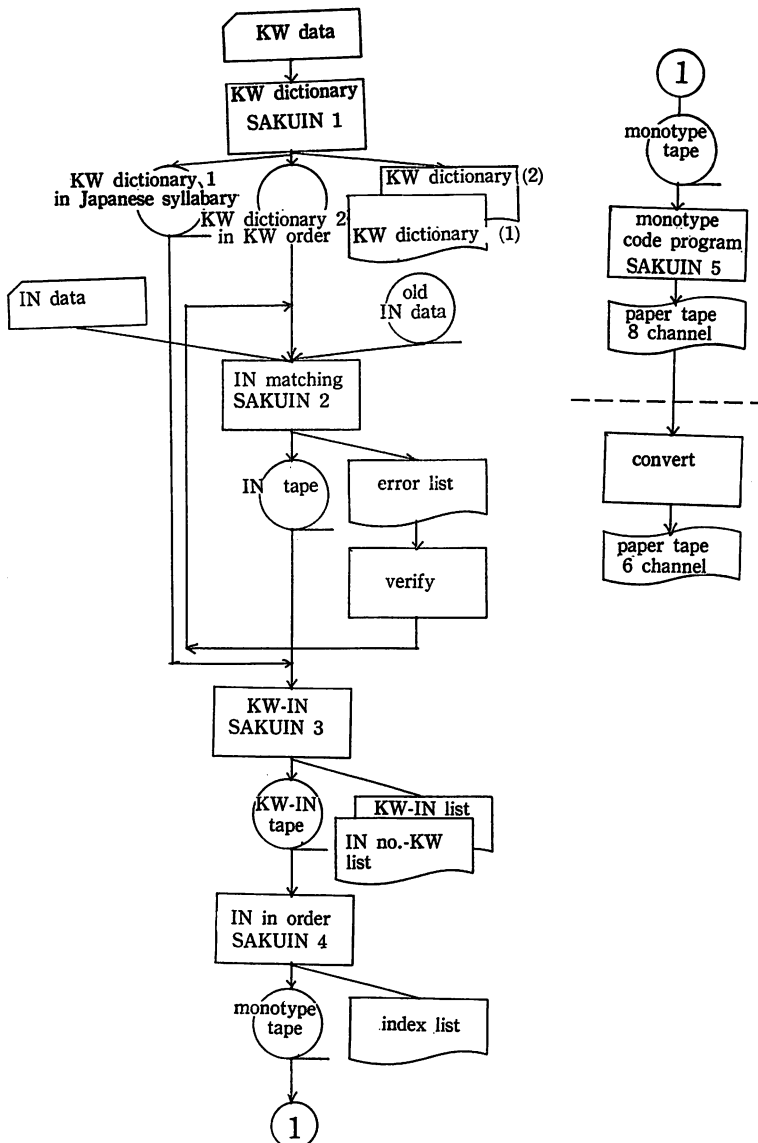 KW data
KW dictionary
SAKUIN 1
KW dictionary 1
in Japanese syllabary
KW dictionary 2
in KW order
KW dictionary (2)
KW dictionary (1)
IN data
old
IN data
IN matching
SAKUIN 2
IN tape
error list
verify
KW-IN
SAKUIN 3
KW-IN
tape
KW-IN list
IN no.-KW
list
IN in order
SAKUIN 4
monotype
tape
index list
1
1
monotype
tape
monotype
code program
SAKUIN 5
paper tape
8 channel
convert
paper tape
6 channel